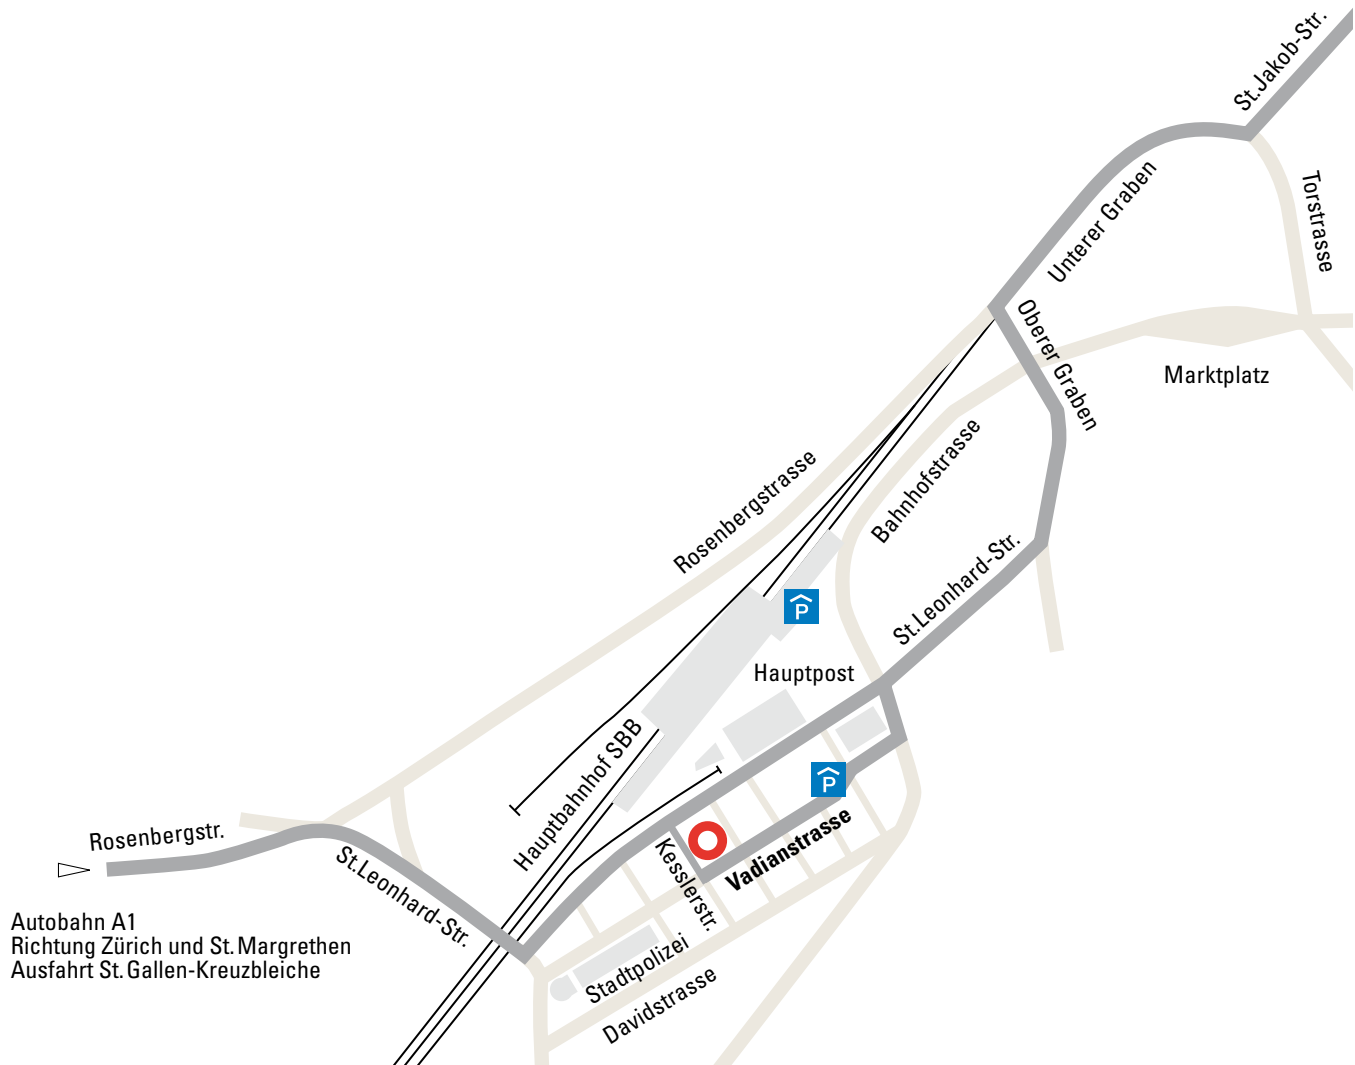 St. Jakob-Str.
Torstrasse
Unterer Graben
Oberer Graben
Marktplatz
Bahnhofstrasse
Rosenbergstrasse
St. Leonhard-Str.
P
Hauptpost
Hauptbahnhof SBB
P
Rosenbergstr.
St. Leonhard-Str.
Kesslerstr.
Vadianstrasse
Autobahn A1
Richtung Zürich und St. Margrethen
Ausfahrt St. Gallen-Kreuzbleiche
Stadtpolizei
Davidstrasse